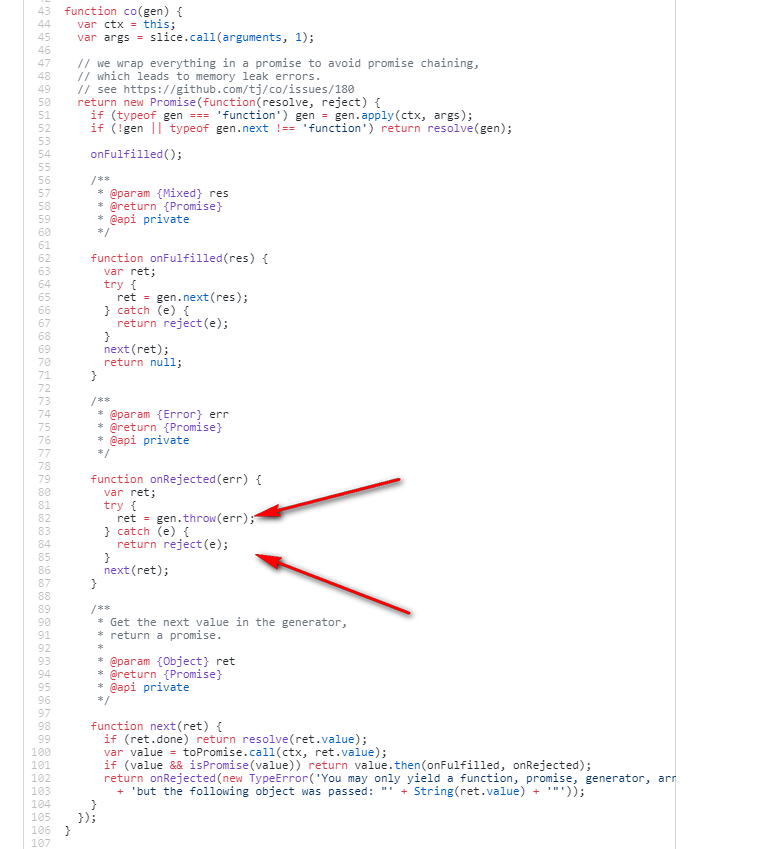 43 function co(gen) {
44   var ctx = this;
45   var args = slice.call(arguments, 1);
46
47   // we wrap everything in a promise to avoid promise chaining,
48   // which leads to memory leak errors.
49   // see https://github.com/tj/co/issues/180
50   return new Promise(function(resolve, reject) {
51     if (typeof gen === 'function') gen = gen.apply(ctx, args);
52     if (!gen || typeof gen.next !== 'function') return resolve(gen);
53
54     onFulfilled();
55
56     /**
57      * @param {Mixed} res
58      * @return {Promise}
59      * @api private
60      */
61
62     function onFulfilled(res) {
63       var ret;
64       try {
65         ret = gen.next(res);
66       } catch (e) {
67         return reject(e);
68       }
69       next(ret);
70       return null;
71     }
72
73     /**
74      * @param {Error} err
75      * @return {Promise}
76      * @api private
77      */
78
79     function onRejected(err) {
80       var ret;
81       try {
82         ret = gen.throw(err);
83       } catch (e) {
84         return reject(e);
85       }
86       next(ret);
87     }
88
89     /**
90      * Get the next value in the generator,
91      * return a promise.
92      *
93      * @param {Object} ret
94      * @return {Promise}
95      * @api private
96      */
97
98     function next(ret) {
99       if (ret.done) return resolve(ret.value);
100       var value = toPromise.call(ctx, ret.value);
101       if (value && isPromise(value)) return value.then(onFulfilled, onRejected);
102       return onRejected(new TypeError('You may only yield a function, promise, generator, arr
103         + 'but the following object was passed: "' + String(ret.value) + '"'));
104     }
105   });
106 }
107